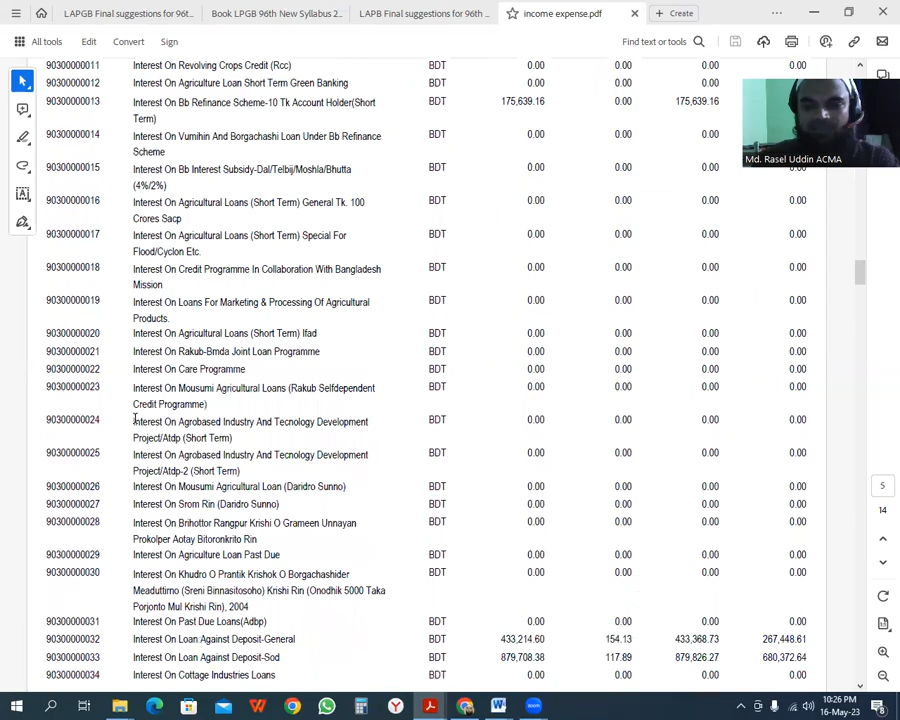 LAPGB Final suggestions for 96t...
Book LPGB 96th New Syllabus 2...
LAPB Final suggestions for 96th ...
income expense.pdf
Create
All tools
Edit
Convert
Sign
Find text or tools
90300000011 Interest On Revolving Crops Credit (Rcc) BDT 0.00 0.00 0.00
90300000012 Interest On Agriculture Loan Short Term Green Banking BDT 0.00 0.00 0.00
90300000013 Interest On Bb Refinance Scheme-10 Tk Account Holder(Short BDT 175,639.16 0.00 175,639.16
Term)
90300000014 Interest On Vumihin And Borgachashi Loan Under Bb Refinance BDT 0.00 0.00 0.00
Scheme
90300000015 Interest On Bb Interest Subsidy-Dal/Telbij/Moshla/Bhutta BDT 0.00 0.00 0.00 0.00
(4%/2%)
90300000016 Interest On Agricultural Loans (Short Term) General Tk. 100 BDT 0.00 0.00 0.00 0.00
Crores Sacp
90300000017 Interest On Agricultural Loans (Short Term) Special For BDT 0.00 0.00 0.00 0.00
Flood/Cyclon Etc.
90300000018 Interest On Credit Programme In Collaboration With Bangladesh BDT 0.00 0.00 0.00 0.00
Mission
90300000019 Interest On Loans For Marketing & Processing Of Agricultural BDT 0.00 0.00 0.00 0.00
Products.
90300000020 Interest On Agricultural Loans (Short Term) Ifad BDT 0.00 0.00 0.00 0.00
90300000021 Interest On Rakub-Bmda Joint Loan Programme BDT 0.00 0.00 0.00 0.00
90300000022 Interest On Care Programme BDT 0.00 0.00 0.00 0.00
90300000023 Interest On Mousumi Agricultural Loans (Rakub Selfdependent BDT 0.00 0.00 0.00 0.00
Credit Programme)
90300000024 Interest On Agrobased Industry And Tecnology Development BDT 0.00 0.00 0.00 0.00
Project/Atdp (Short Term)
90300000025 Interest On Agrobased Industry And Tecnology Development BDT 0.00 0.00 0.00 0.00
Project/Atdp-2 (Short Term)
90300000026 Interest On Mousumi Agricultural Loan (Daridro Sunno) BDT 0.00 0.00 0.00 0.00
90300000027 Interest On Srom Rin (Daridro Sunno) BDT 0.00 0.00 0.00 0.00
90300000028 Interest On Brihottor Rangpur Krishi O Grameen Unnayan BDT 0.00 0.00 0.00 0.00
Prokolper Aotay Bitoronkrito Rin
90300000029 Interest On Agriculture Loan Past Due BDT 0.00 0.00 0.00 0.00
90300000030 Interest On Khudro O Prantik Krishok O Borgachashider BDT 0.00 0.00 0.00 0.00
Meaduttirno (Sreni Binnasitosoho) Krishi Rin (Onodhik 5000 Taka
Porjonto Mul Krishi Rin), 2004
90300000031 Interest On Past Due Loans(Adbp) BDT 0.00 0.00 0.00 0.00
90300000032 Interest On Loan Against Deposit-General BDT 433,214.60 154.13 433,368.73 267,448.61
90300000033 Interest On Loan Against Deposit-Sod BDT 879,708.38 117.89 879,826.27 680,372.64
90300000034 Interest On Cottage Industries Loans BDT 0.00 0.00 0.00 0.00
Md. Rasel Uddin ACMA
5
14
10:26 PM
16-May-23
8